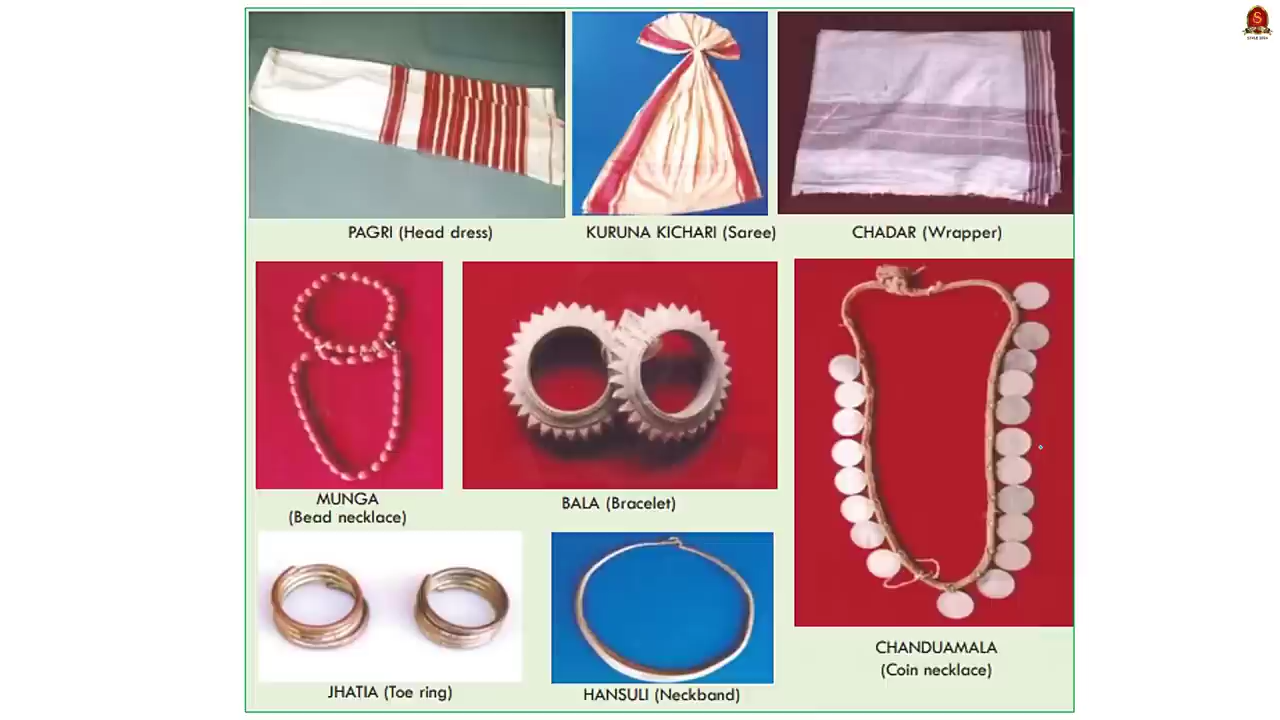 PAGRI (Head dress)
KURUNA KICHARI (Saree)
CHADAR (Wrapper)
MUNGA
(Bead necklace)
BALA (Bracelet)
CHANDUAMALA
(Coin necklace)
JHATIA (Toe ring)
HANSULI (Neckband)